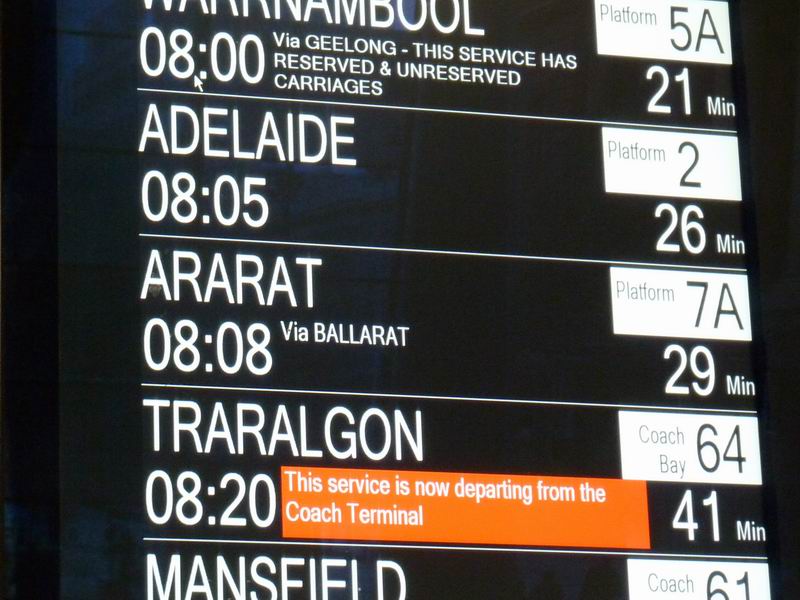 WARRNAMBOOL
Platform 5A
08:00
Via GEELONG - THIS SERVICE HAS
RESERVED & UNRESERVED
CARRIAGES
21 Min
ADELAIDE
Platform 2
08:05
26 Min
ARARAT
Platform 7A
08:08 Via BALLARAT
29 Min
TRARALGON
Coach
Bay 64
08:20
This service is now departing from the
Coach Terminal
41 Min
MANSFIELD
Coach 61